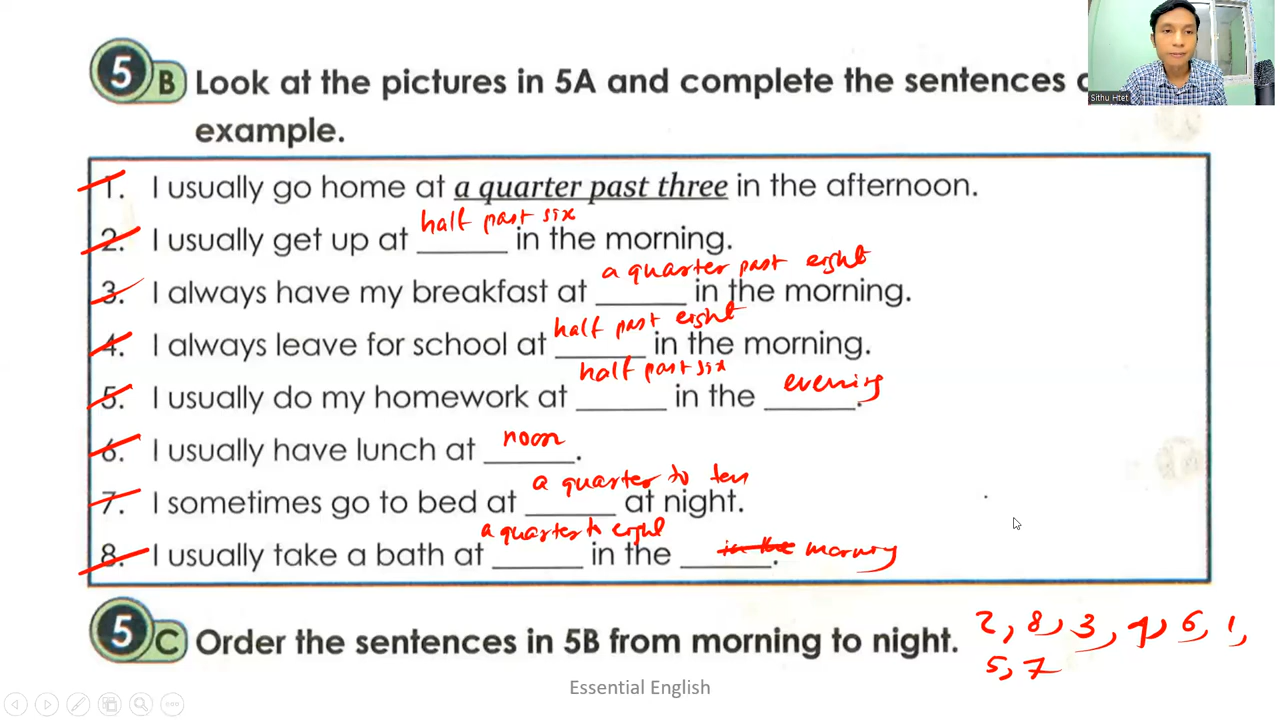 Sithu Htet
5 B Look at the pictures in 5A and complete the sentences
example.
1. I usually go home at a quarter past three in the afternoon.
half past six
2. I usually get up at ______ in the morning.
a quarter past eight
3. I always have my breakfast at ______ in the morning.
half past eight
4. I always leave for school at ______ in the morning.
half past six evening
5. I usually do my homework at ______ in the ______.
noon
6. I usually have lunch at ______.
a quarter to ten
7. I sometimes go to bed at ______ at night.
a quarter to eight
8. I usually take a bath at ______ in the ______. in the morning
5 C Order the sentences in 5B from morning to night. 2, 8, 3, 4, 6, 1,
5, 7
Essential English